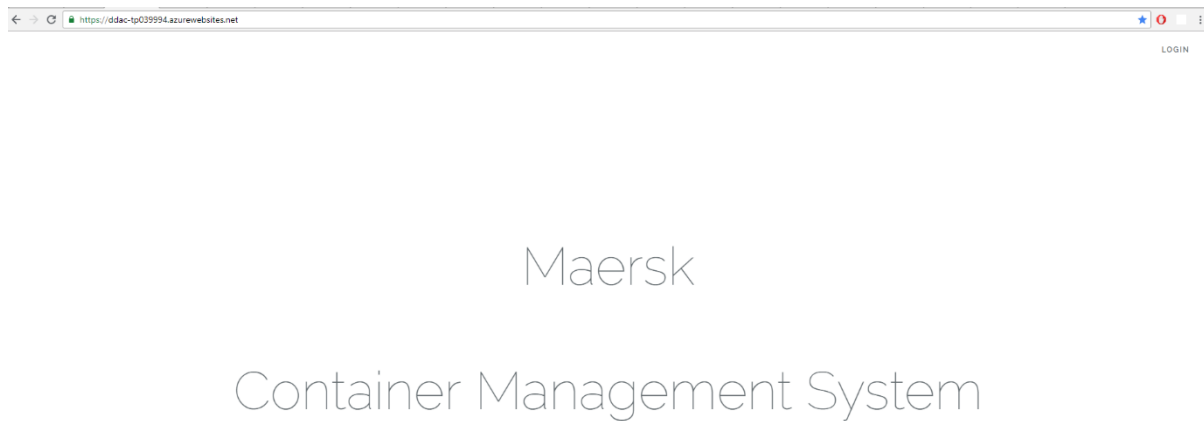 https://ddac-tp039994.azurewebsites.net
LOGIN
Maersk
Container Management System